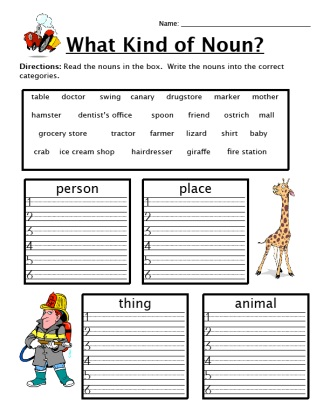 Name:
What Kind of Noun?
Directions: Read the nouns in the box. Write the nouns into the correct
categories.
table doctor swing canary drugstore marker mother
hamster dentist's office spoon friend ostrich mall
grocery store tractor farmer lizard shirt baby
crab ice cream shop hairdresser giraffe fire station
person
1
2
3
4
5
6
place
1
2
3
4
5
6
thing
1
2
3
4
5
6
animal
1
2
3
4
5
6